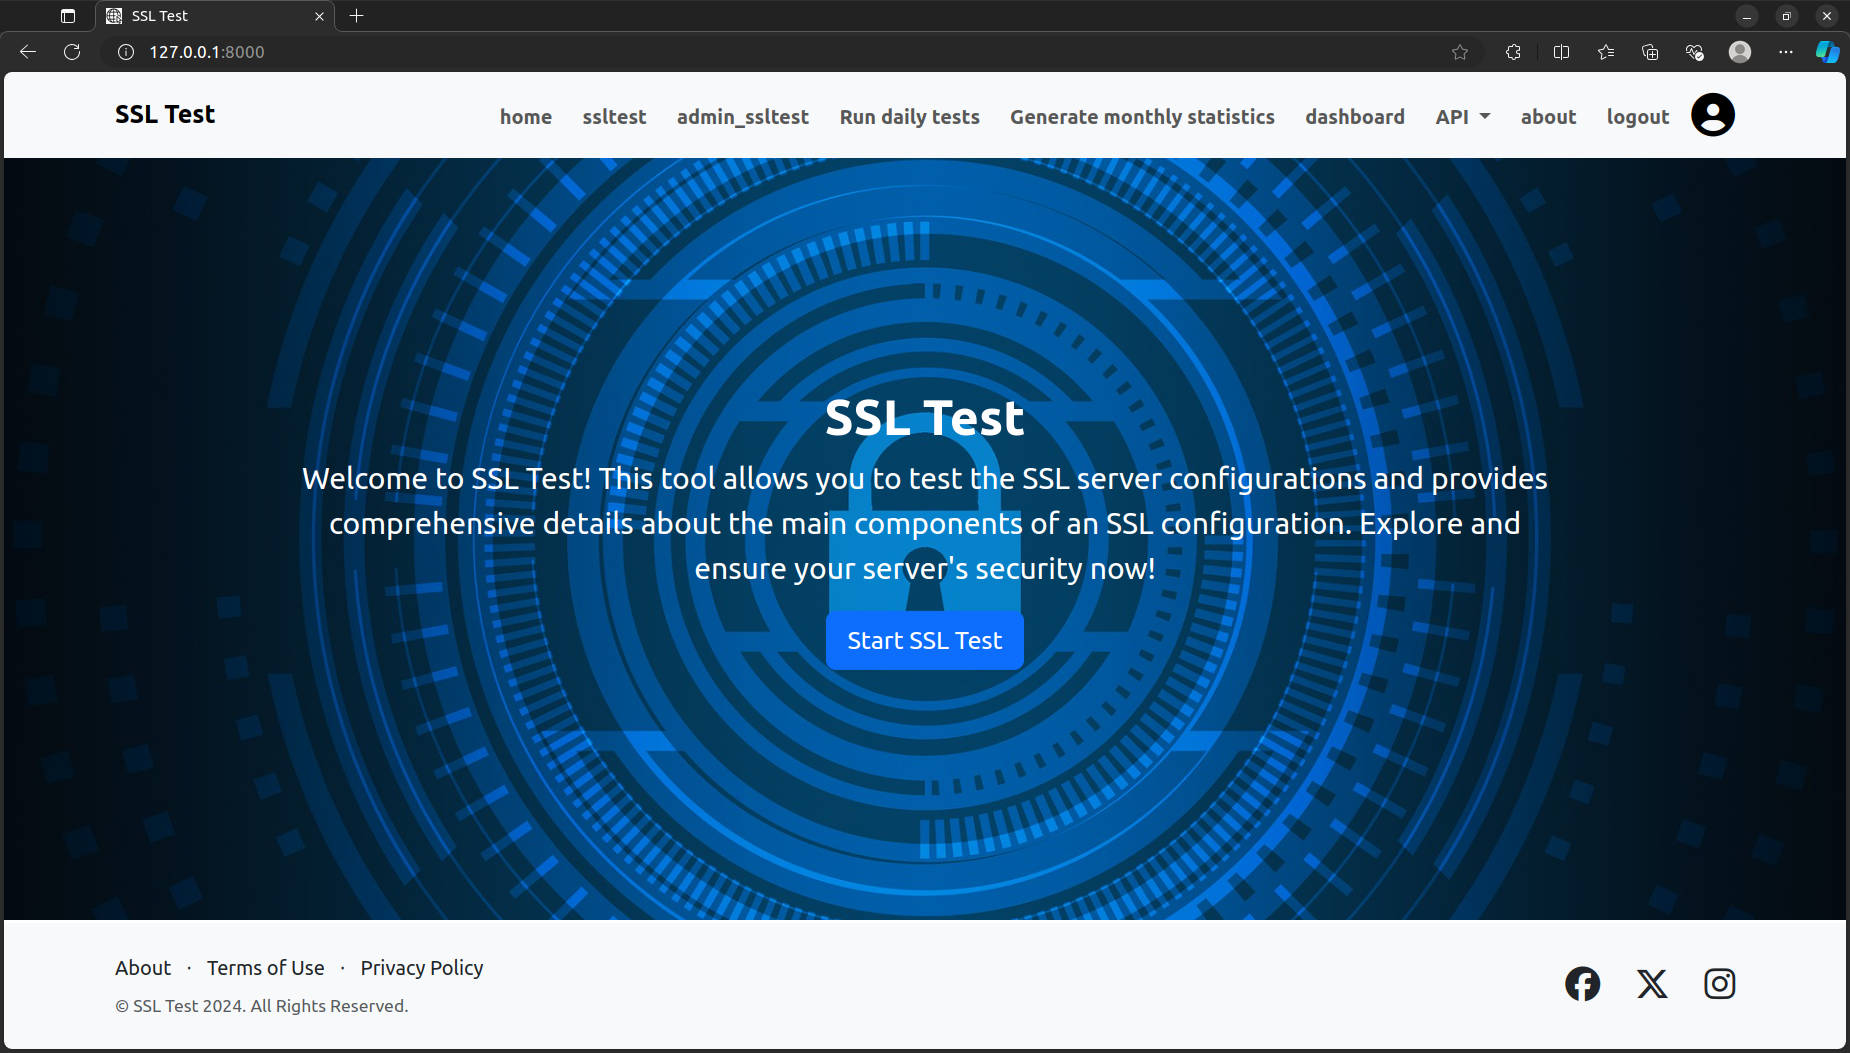 SSL Test
127.0.0.1:8000
SSL Test
home ssltest admin_ssltest Run daily tests Generate monthly statistics dashboard API about logout
SSL Test
Welcome to SSL Test! This tool allows you to test the SSL server configurations and provides
comprehensive details about the main components of an SSL configuration. Explore and
ensure your server's security now!
Start SSL Test
About · Terms of Use · Privacy Policy
© SSL Test 2024. All Rights Reserved.